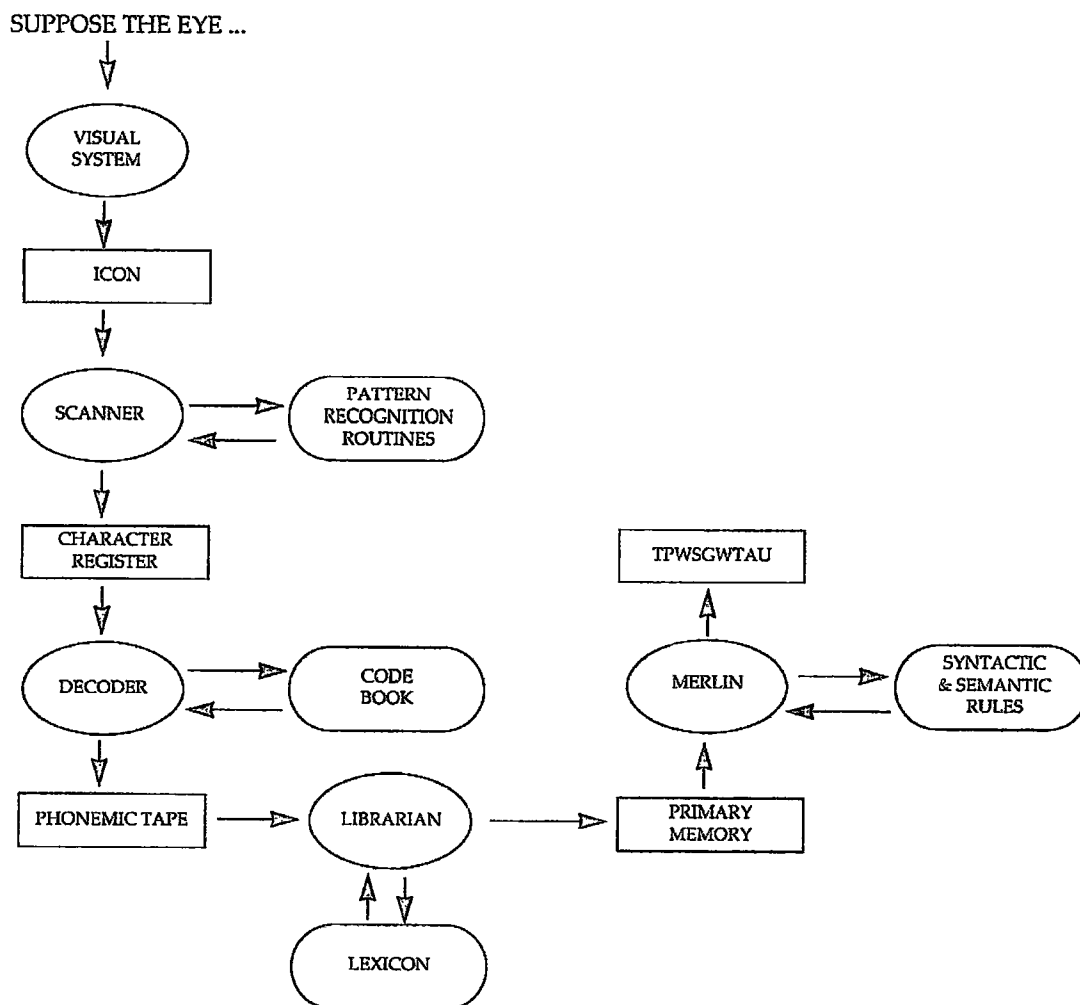 SUPPOSE THE EYE ...
VISUAL
SYSTEM
ICON
SCANNER
PATTERN
RECOGNITION
ROUTINES
CHARACTER
REGISTER
DECODER
CODE
BOOK
PHONEMIC TAPE
LIBRARIAN
LEXICON
PRIMARY
MEMORY
MERLIN
SYNTACTIC
& SEMANTIC
RULES
TPWSGWTAU